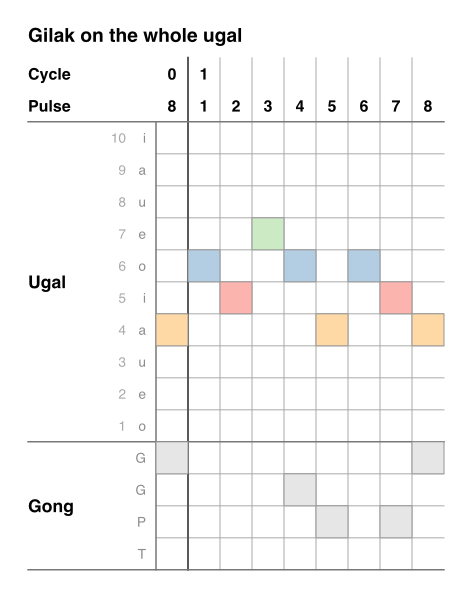 Gilak on the whole ugal
Cycle 0 1
Pulse 8 1 2 3 4 5 6 7 8
10 i
9 a
8 u
7 e
6 o
Ugal
5 i
4 a
3 u
2 e
1 o
G
G
Gong
P
T